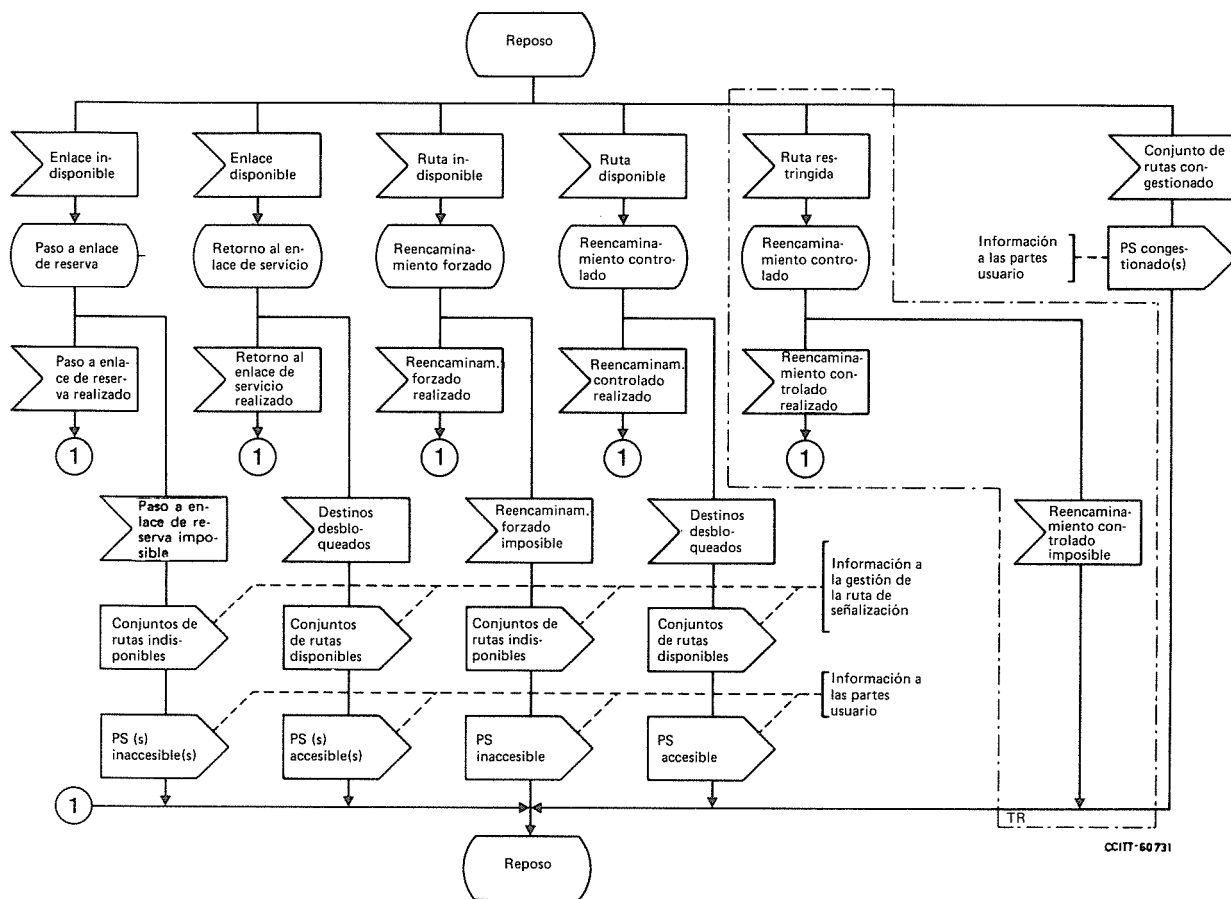 Reposo
Enlace in-
disponible
Enlace
disponible
Ruta in-
disponible
Ruta
disponible
Ruta res-
tringida
Conjunto de
rutas con-
gestionado
Paso a enlace
de reserva
Retorno al en-
lace de servicio
Reencamina-
miento forzado
Reencamina-
miento contro-
lado
Reencamina-
miento contro-
lado
Información
a las partes
usuario
PS conges-
tionado(s)
Paso a enla-
ce de reser-
va realizado
Retorno al
enlace de
servicio
realizado
Reencaminam.
forzado
realizado
Reencaminam.
controlado
realizado
Reencamina-
miento con-
trolado
realizado
1
1
1
1
1
Paso a en-
lace de re-
serva impo-
sible
Destinos
desblo-
queados
Reencaminam.
forzado
imposible
Destinos
desblo-
queados
Reencamina-
miento con-
trolado
imposible
Información a
la gestión de
la ruta de
señalización
Conjuntos de
rutas indis-
ponibles
Conjuntos
de rutas
disponibles
Conjuntos
de rutas indis-
ponibles
Conjuntos
de rutas
disponibles
Información a
las partes
usuario
PS (s)
inaccesible(s)
PS (s)
accesible(s)
PS
inaccesible
PS
accesible
1
TR
Reposo
CCITT-60731